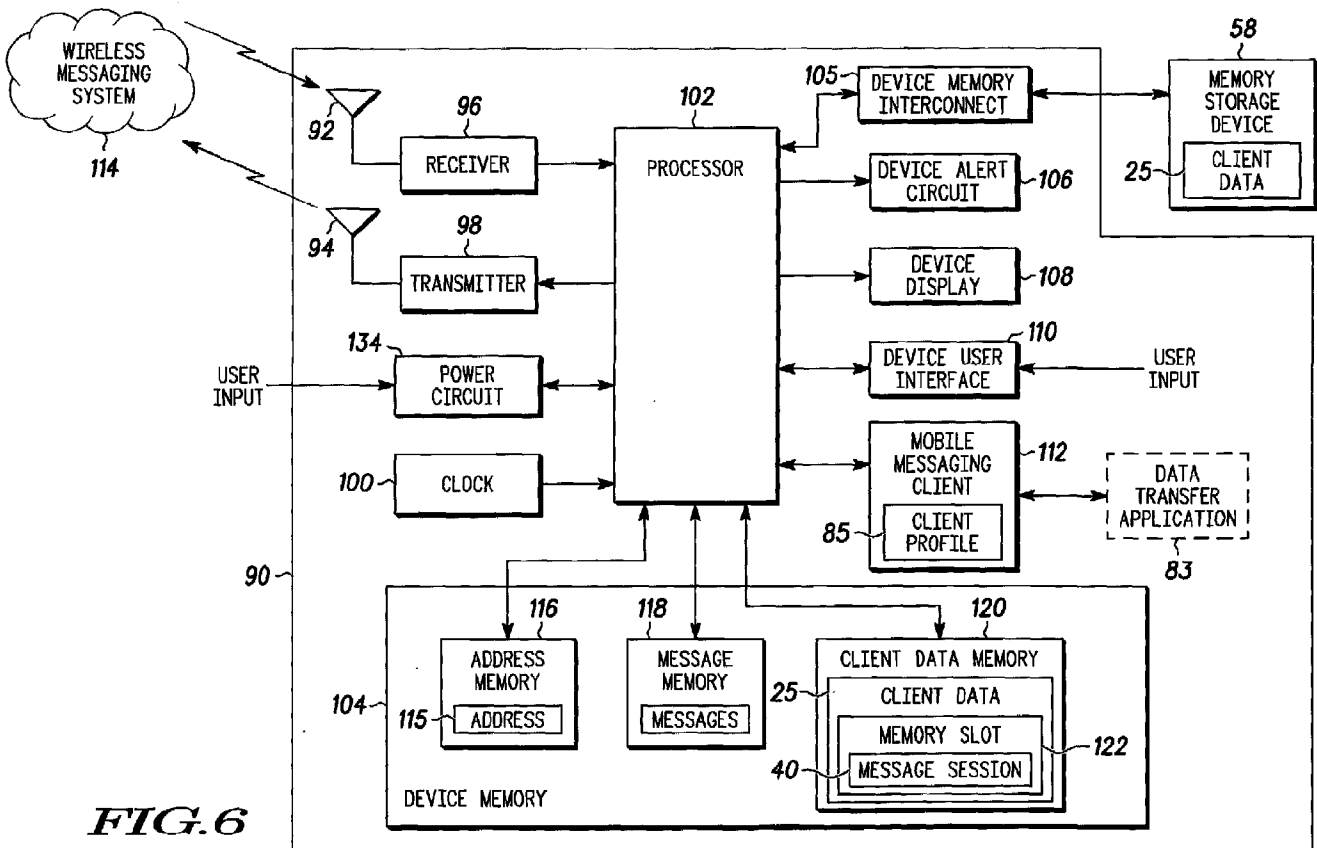 WIRELESS
MESSAGING
SYSTEM
114
92
94
96
RECEIVER
98
TRANSMITTER
134
POWER
CIRCUIT
USER
INPUT
100
CLOCK
102
PROCESSOR
105
DEVICE MEMORY
INTERCONNECT
DEVICE ALERT
CIRCUIT
106
DEVICE
DISPLAY
108
110
DEVICE USER
INTERFACE
USER
INPUT
MOBILE
MESSAGING
CLIENT
112
85
CLIENT
PROFILE
DATA
TRANSFER
APPLICATION
83
58
MEMORY
STORAGE
DEVICE
25
CLIENT
DATA
90
104
116
ADDRESS
MEMORY
115
ADDRESS
118
MESSAGE
MEMORY
MESSAGES
120
CLIENT DATA MEMORY
25
CLIENT DATA
MEMORY SLOT
122
40
MESSAGE SESSION
DEVICE MEMORY
FIG.6